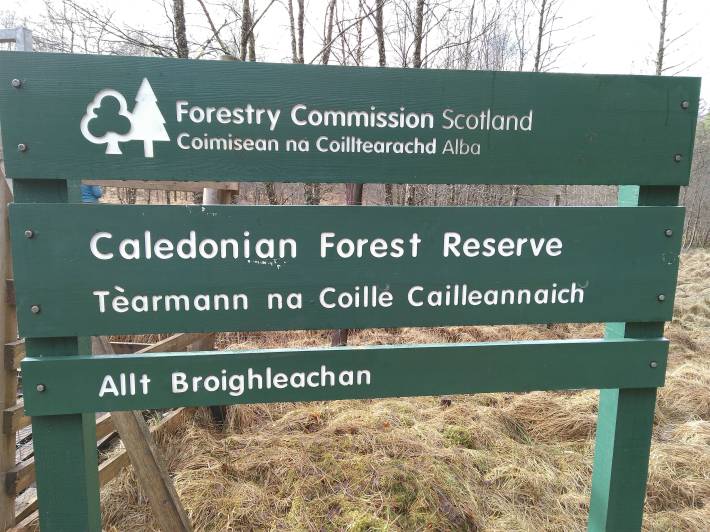 Forestry Commission Scotland
Coimisean na Coilltearachd Alba
Caledonian Forest Reserve
Tèarmann na Coille Cailleannaich
Allt Broighleachan